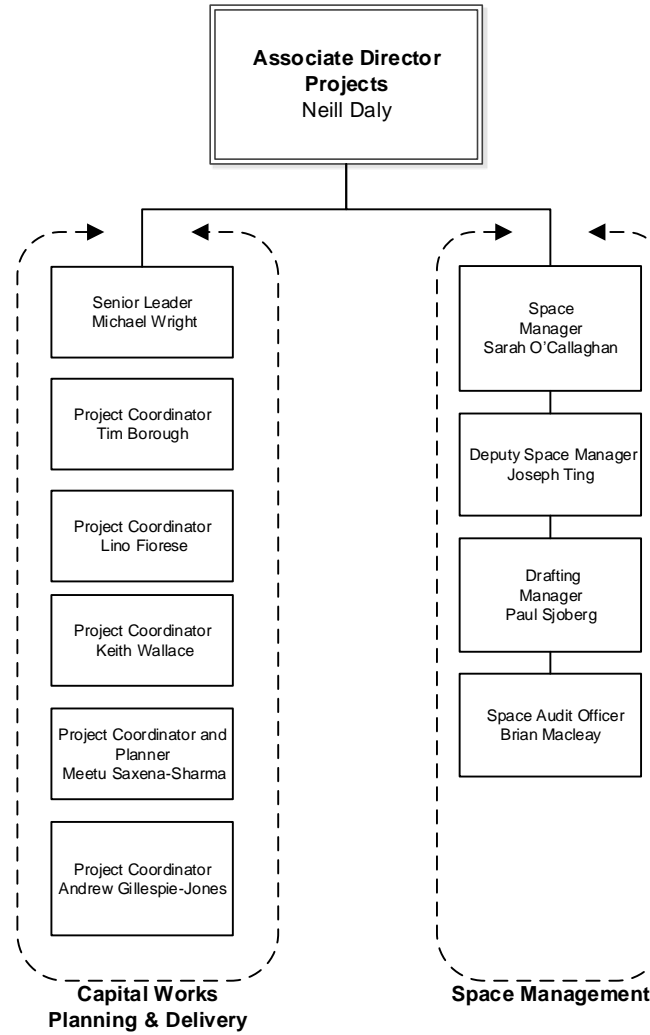 Associate Director
Projects
Neill Daly
Senior Leader
Michael Wright
Project Coordinator
Tim Borough
Project Coordinator
Lino Fiorese
Project Coordinator
Keith Wallace
Project Coordinator and
Planner
Meetu Saxena-Sharma
Project Coordinator
Andrew Gillespie-Jones
Capital Works
Planning & Delivery
Space
Manager
Sarah O'Callaghan
Deputy Space Manager
Joseph Ting
Drafting
Manager
Paul Sjoberg
Space Audit Officer
Brian Macleay
Space Management